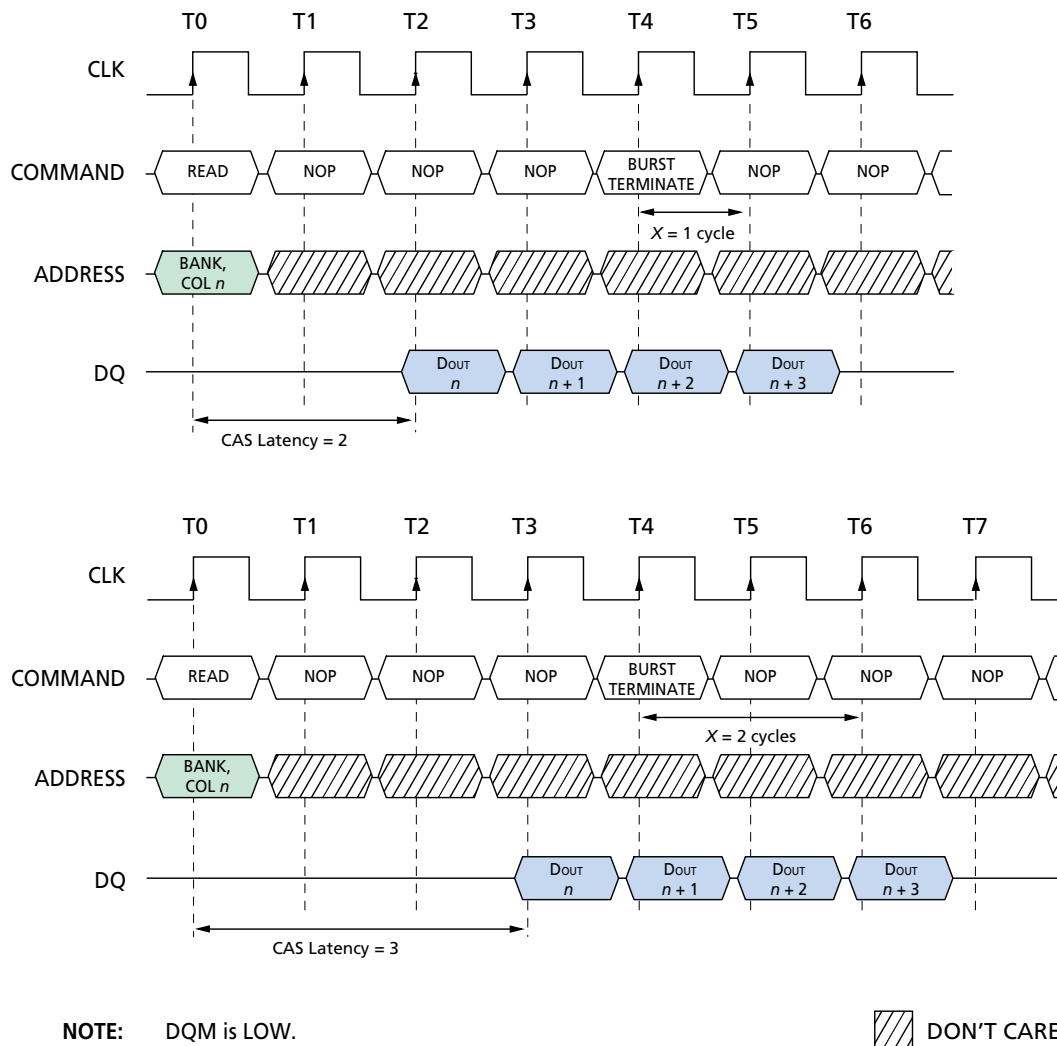 T0 T1 T2 T3 T4 T5 T6
CLK
COMMAND READ NOP NOP NOP BURST TERMINATE NOP NOP
X = 1 cycle
ADDRESS BANK, COL n
DQ DOUT n DOUT n + 1 DOUT n + 2 DOUT n + 3
CAS Latency = 2
T0 T1 T2 T3 T4 T5 T6 T7
CLK
COMMAND READ NOP NOP NOP BURST TERMINATE NOP NOP NOP
X = 2 cycles
ADDRESS BANK, COL n
DQ DOUT n DOUT n + 1 DOUT n + 2 DOUT n + 3
CAS Latency = 3
NOTE: DQM is LOW. DON'T CARE